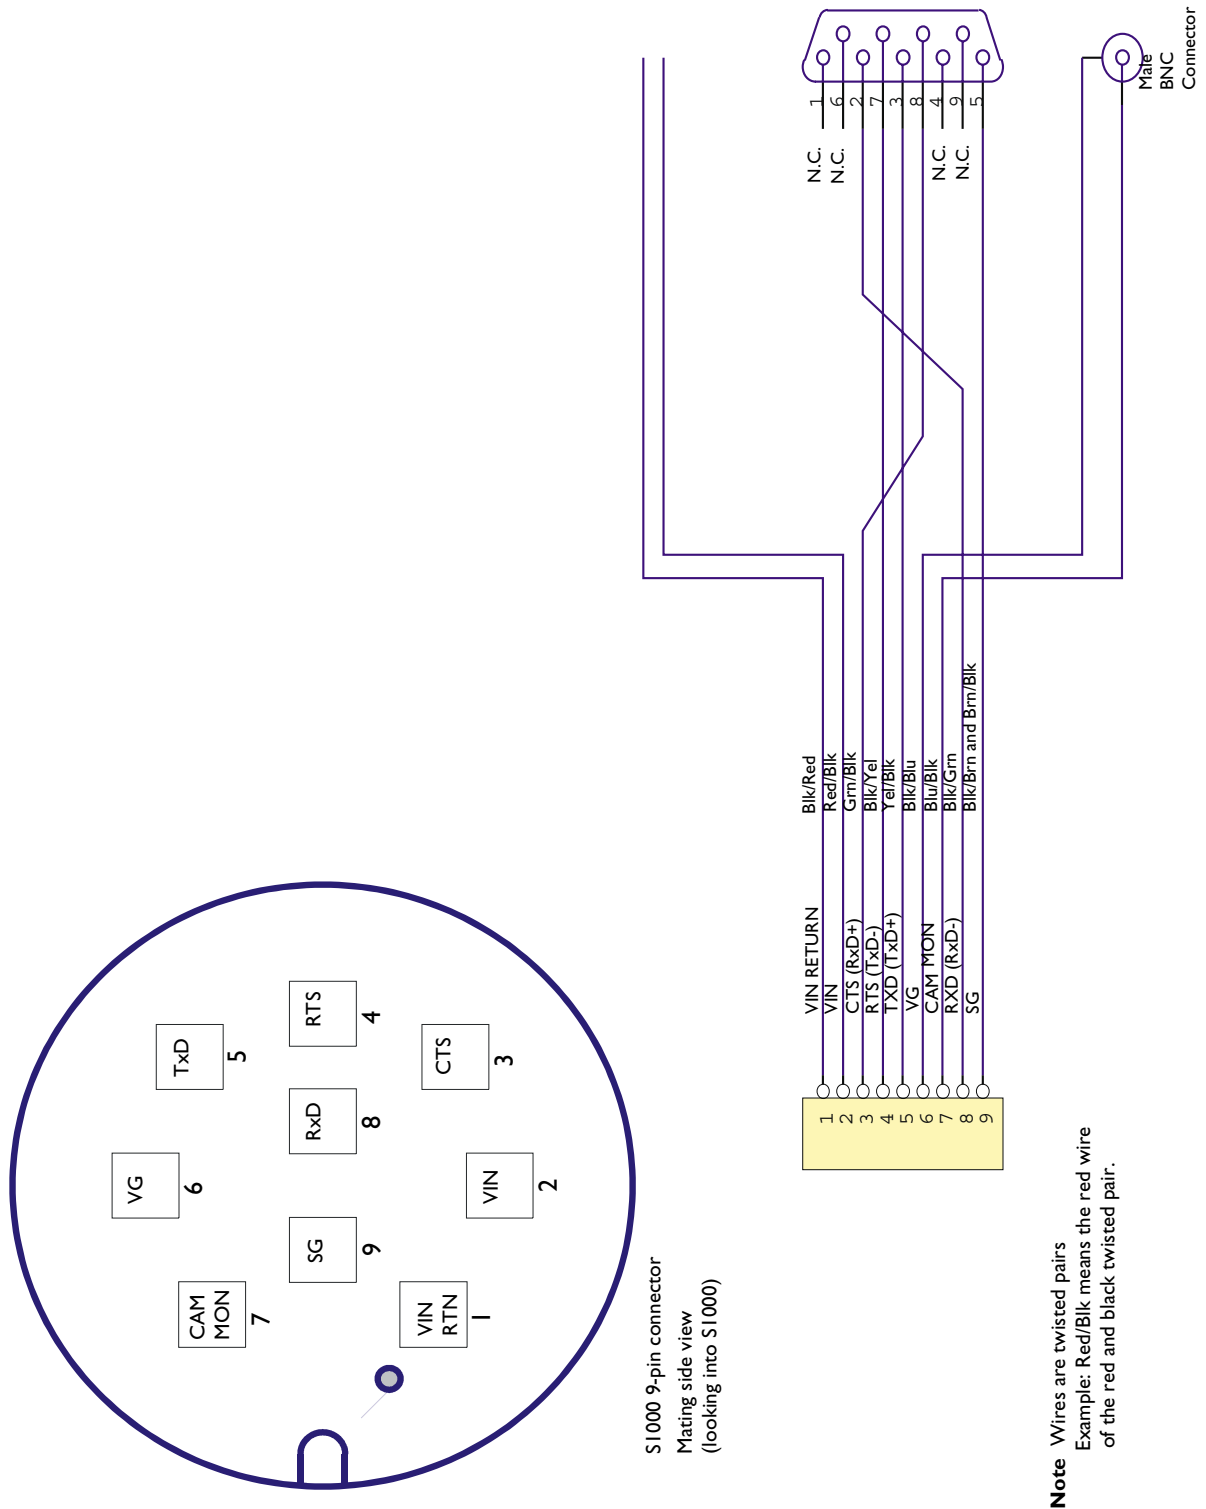 TxD
5
RTS
4
CTS
3
RxD
8
VG
6
VIN
2
SG
9
CAM
MON
7
VIN
RTN
1
S1000 9-pin connector
Mating side view
(looking into S1000)
1
6
2
7
3
8
4
9
5
N.C.
N.C.
N.C.
N.C.
Male
BNC
Connector
Blk/Red
Red/Blk
Grn/Blk
Blk/Yel
Yel/Blk
Blk/Blu
Blu/Blk
Blk/Grn
Blk/Brn and Brn/Blk
VIN RETURN
VIN
CTS (RxD+)
RTS (TxD-)
TXD (TxD+)
VG
CAM MON
RXD (RxD-)
SG
1
2
3
4
5
6
7
8
9
Note Wires are twisted pairs
Example: Red/Blk means the red wire
of the red and black twisted pair.